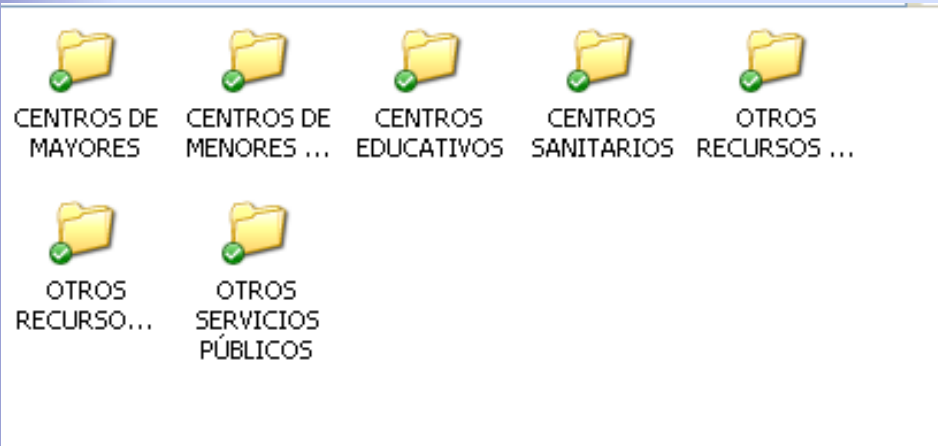 CENTROS DE
MAYORES
CENTROS DE
MENORES ...
CENTROS
EDUCATIVOS
CENTROS
SANITARIOS
OTROS
RECURSOS ...
OTROS
RECURSO...
OTROS
SERVICIOS
PÚBLICOS